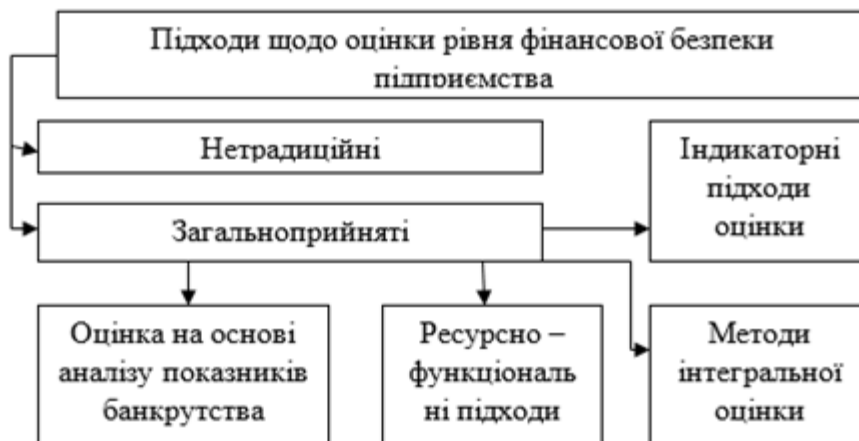 Підходи щодо оцінки рівня фінансової безпеки
підприємства
Нетрадиційні
Загальноприйняті
Індикаторні
підходи
оцінки
Оцінка на основі
аналізу показників
банкрутства
Ресурсно –
функціональ
ні підходи
Методи
інтегральної
оцінки